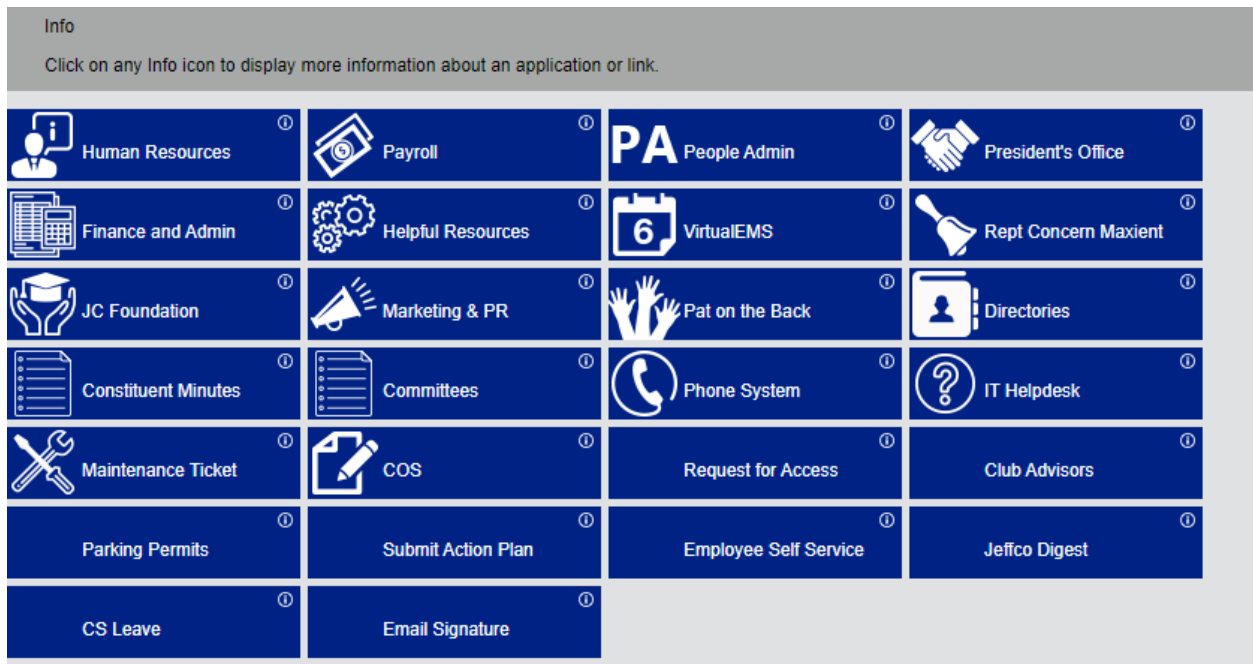 Info
Click on any Info icon to display more information about an application or link.
Human Resources
Payroll
PA People Admin
President's Office
Finance and Admin
Helpful Resources
6 VirtualEMS
Rept Concern Maxient
JC Foundation
Marketing & PR
Pat on the Back
Directories
Constituent Minutes
Committees
Phone System
? IT Helpdesk
Maintenance Ticket
COS
Request for Access
Club Advisors
Parking Permits
Submit Action Plan
Employee Self Service
Jeffco Digest
CS Leave
Email Signature